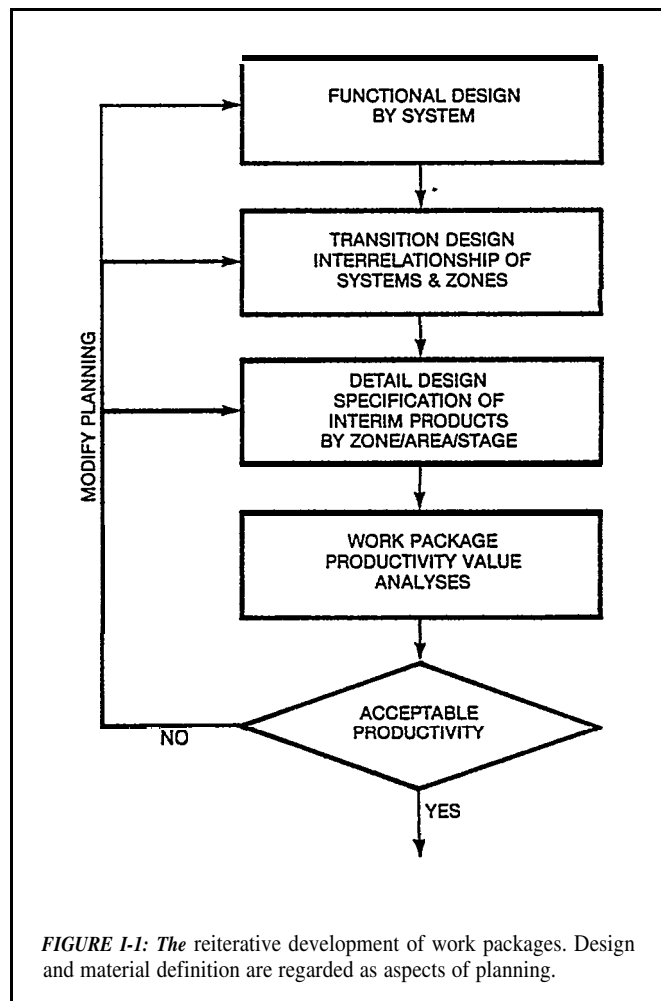 FUNCTIONAL DESIGN
BY SYSTEM
TRANSITION DESIGN
INTERRELATIONSHIP OF
SYSTEMS & ZONES
DETAIL DESIGN
SPECIFICATION OF
INTERIM PRODUCTS
BY ZONE/AREA/STAGE
MODIFY PLANNING
WORK PACKAGE
PRODUCTIVITY VALUE
ANALYSES
ACCEPTABLE
PRODUCTIVITY
NO
YES
FIGURE I-1: The reiterative development of work packages. Design
and material definition are regarded as aspects of planning.